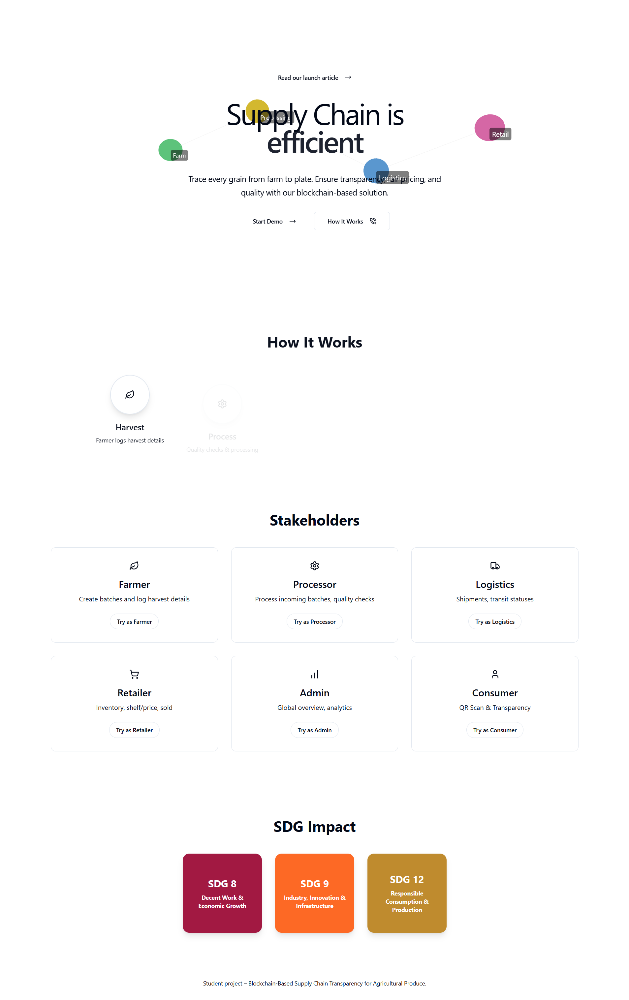 Read our launch article
Supply Chain is
efficient
Farm
Retail
Logistics
Trace every grain from farm to plate. Ensure transparent pricing, and
quality with our blockchain-based solution.
Start Demo
How It Works
How It Works
Harvest
Farmer logs harvest details
Process
Quality checks & processing
Stakeholders
Farmer
Create batches and log harvest details
Try as Farmer
Processor
Process incoming batches, quality checks
Try as Processor
Logistics
Shipments, transit statuses
Try as Logistics
Retailer
Inventory, shelf/price, sold
Try as Retailer
Admin
Global overview, analytics
Try as Admin
Consumer
QR Scan & Transparency
Try as Consumer
SDG Impact
SDG 8
Decent Work &
Economic Growth
SDG 9
Industry, Innovation &
Infrastructure
SDG 12
Responsible
Consumption &
Production
Student project – Blockchain-Based Supply Chain Transparency for Agricultural Produce.